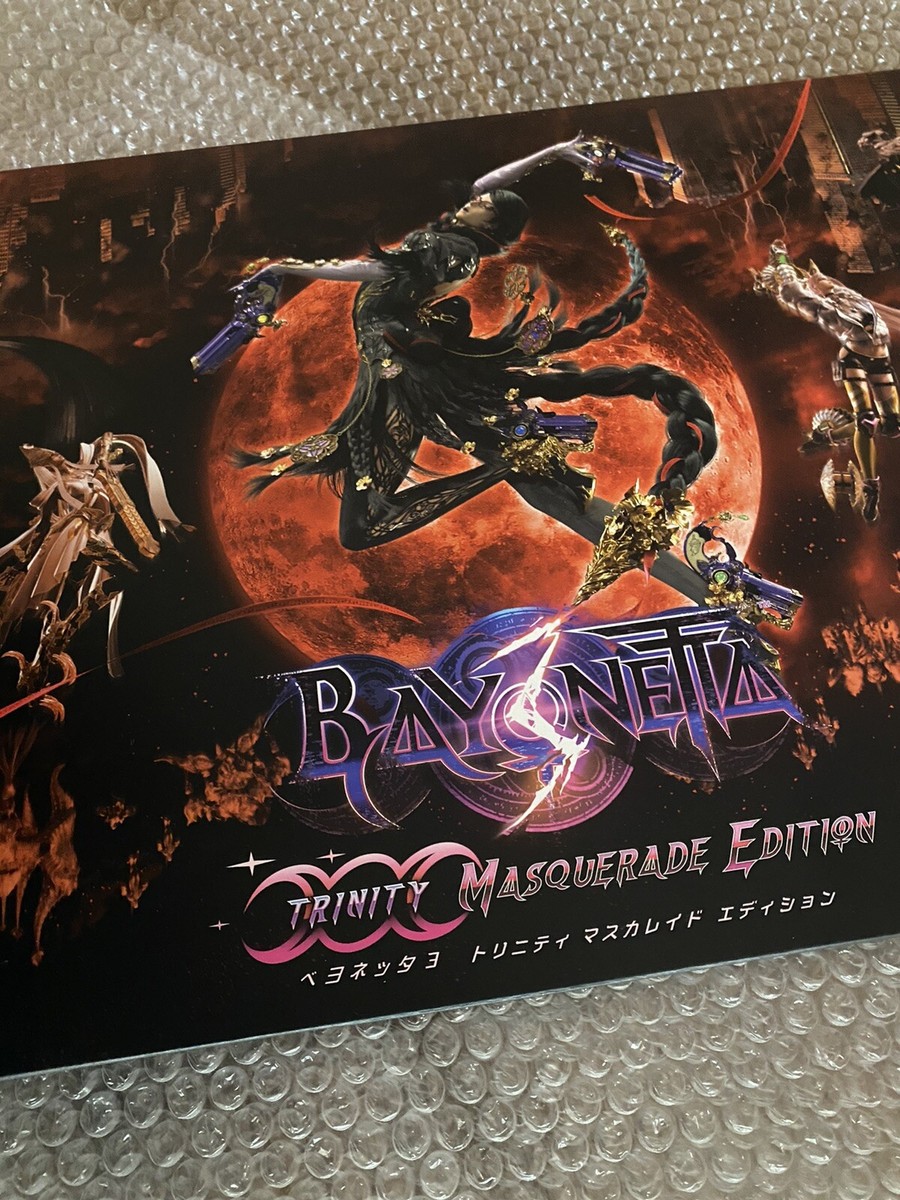 BAYONETTA 3
TRINITY MASQUERADE EDITION
ベヨネッタ3 トリニティ マスカレイド エディション